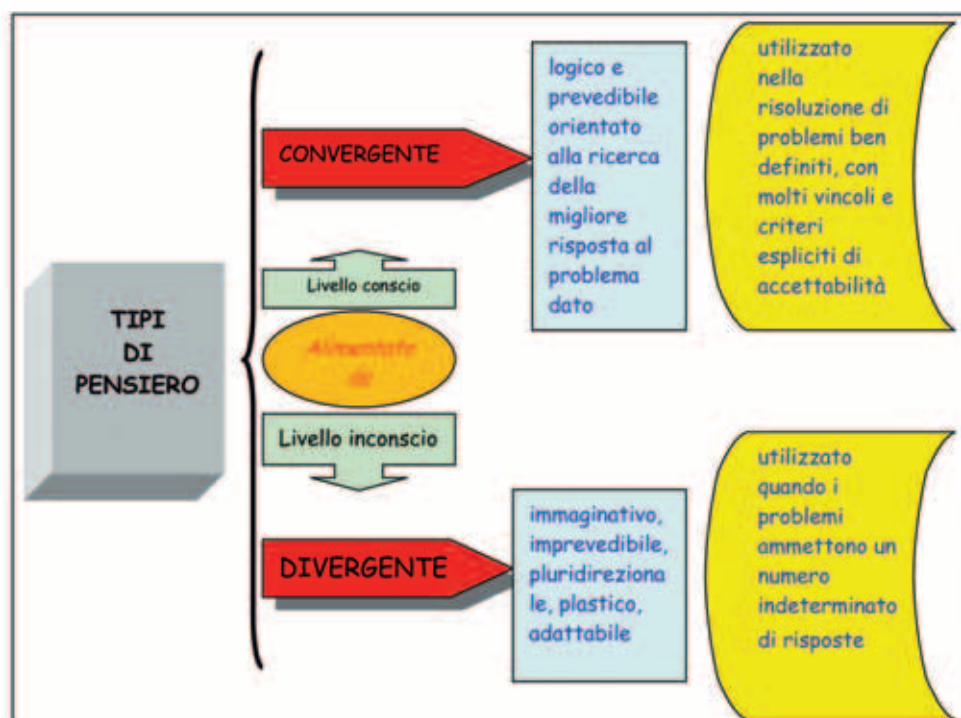 TIPI
DI
PENSIERO
CONVERGENTE
logico e
prevedibile
orientato
alla ricerca
della
migliore
risposta al
problema
dato
utilizzato
nella
risoluzione di
problemi ben
definiti, con
molti vincoli e
criteri
espliciti di
accettabilità
Livello conscio
Alimentato
da
Livello inconscio
DIVERGENTE
immaginativo,
imprevedibile,
pluridireziona
le, plastico,
adattabile
utilizzato
quando i
problemi
ammettono un
numero
indeterminato
di risposte